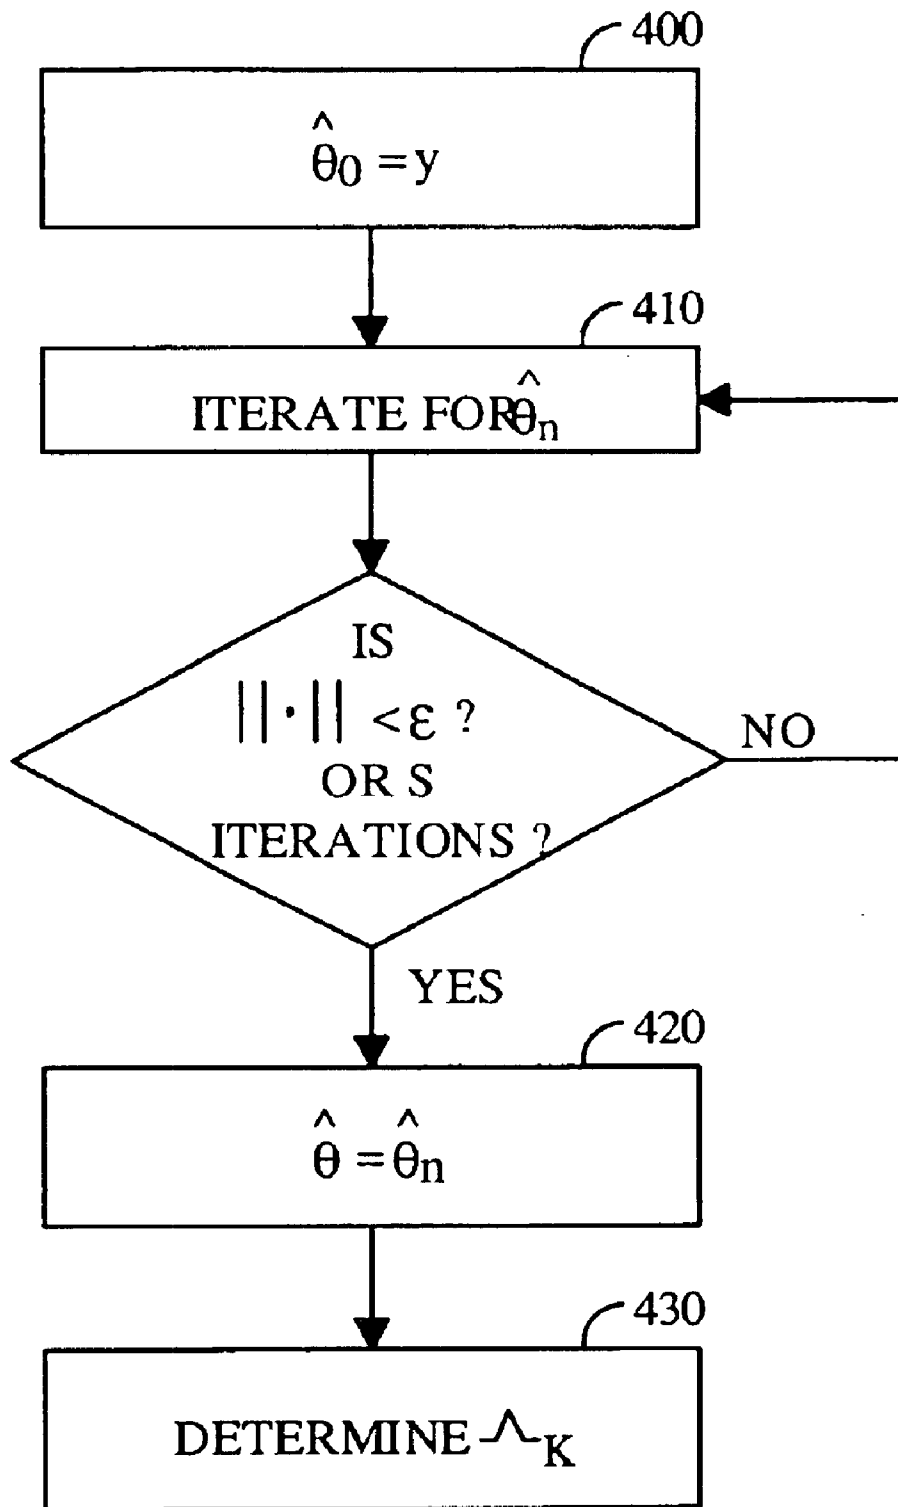 400
θ̂₀ = y
410
ITERATE FOR θ̂ₙ
IS
||·|| < ε ?
OR S
ITERATIONS ?
NO
YES
420
θ̂ = θ̂ₙ
430
DETERMINE Λ_K